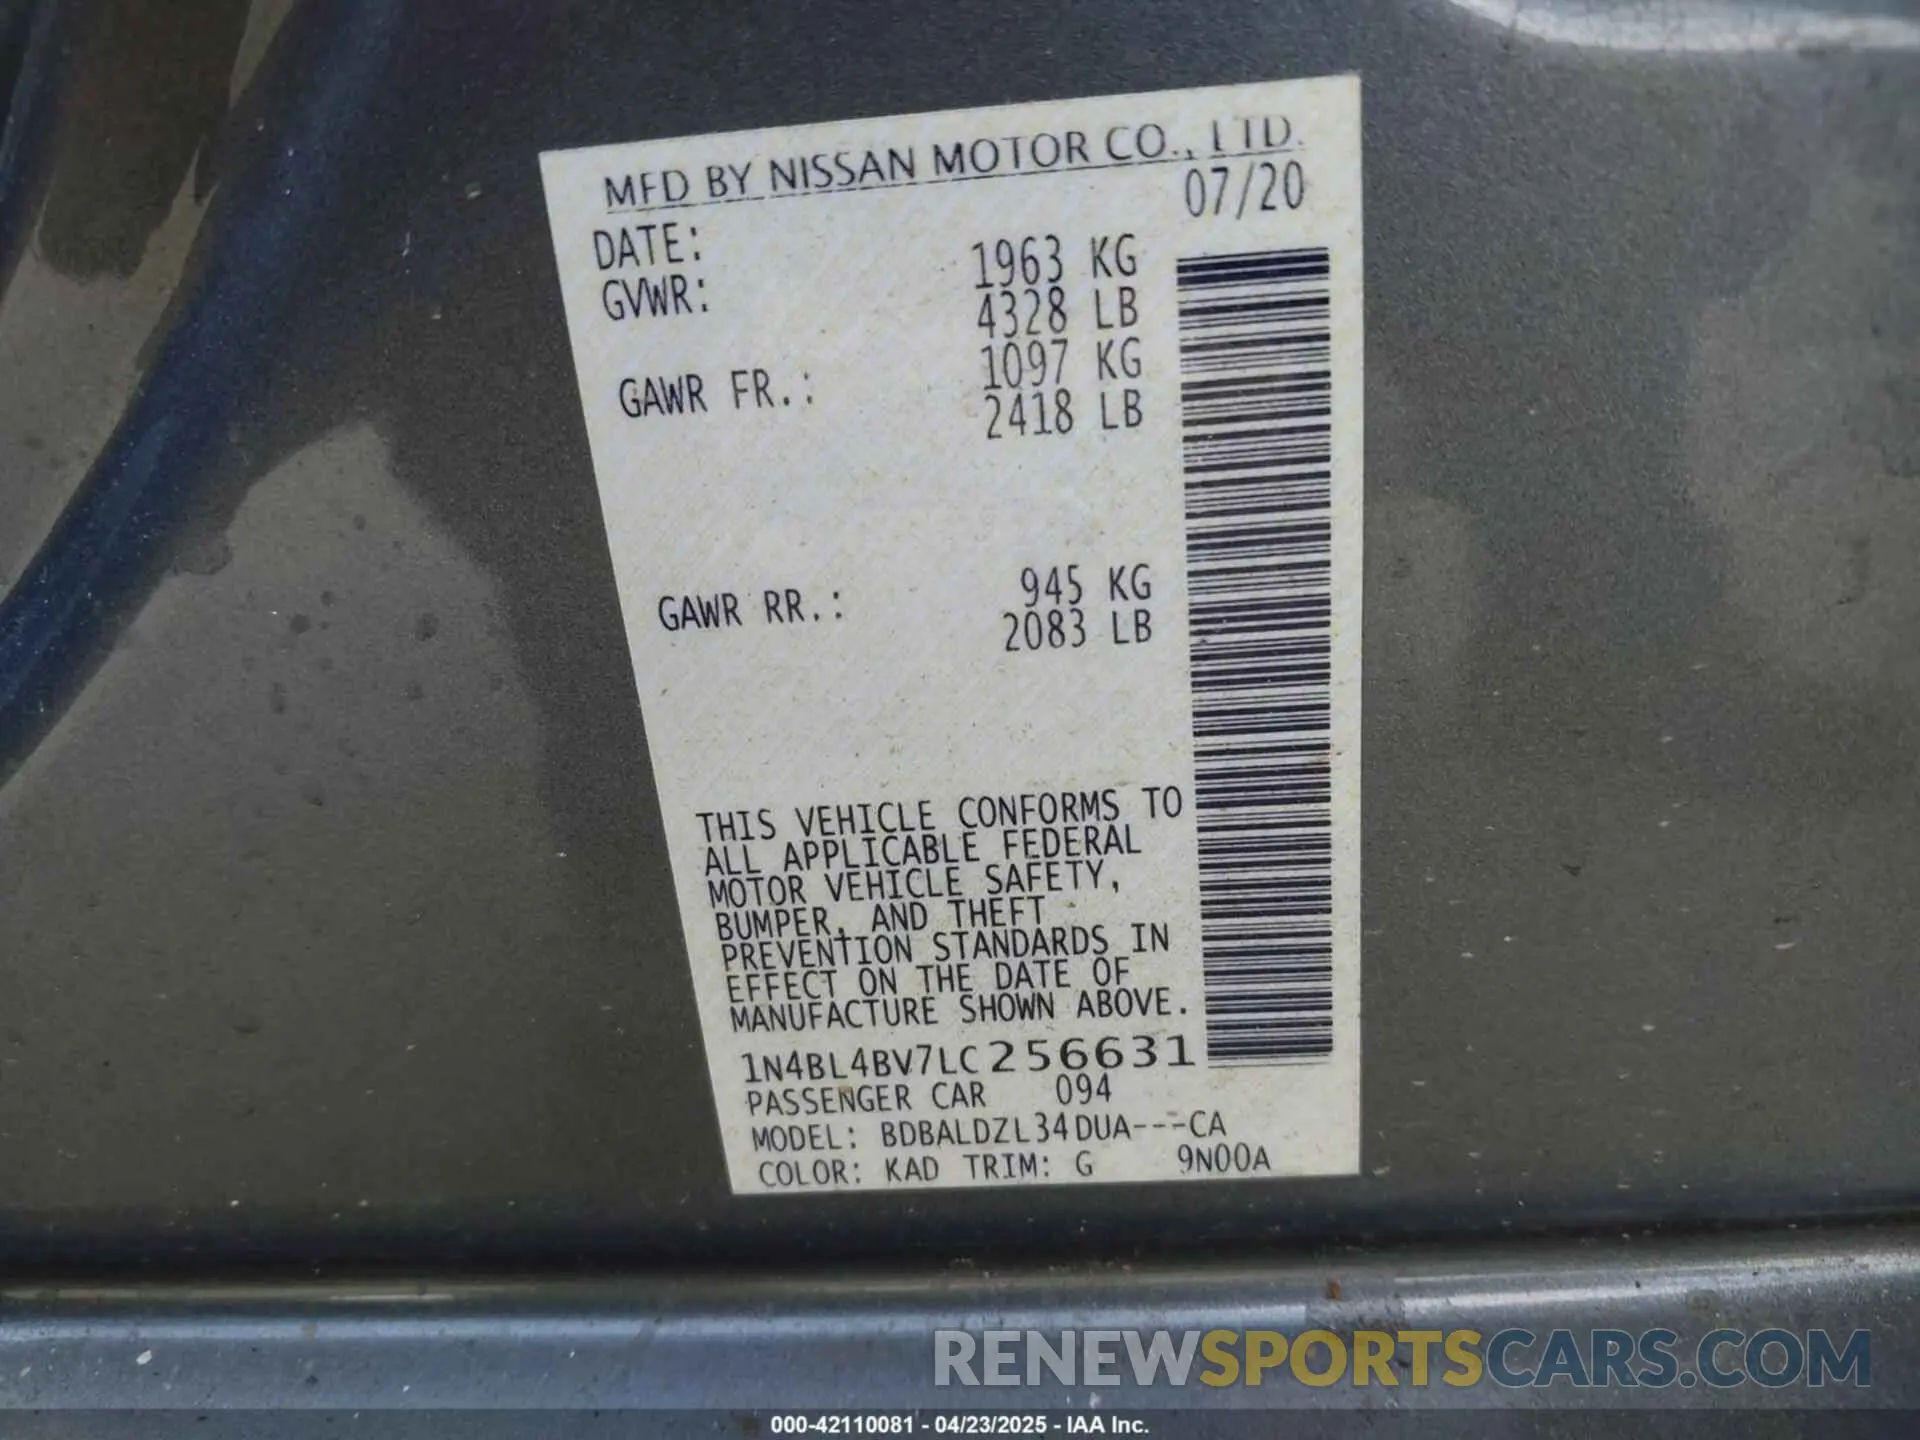 MFD BY NISSAN MOTOR CO., LTD.
DATE: 07/20
GVWR: 1963 KG
4328 LB
GAWR FR.: 1097 KG
2418 LB
GAWR RR.: 945 KG
2083 LB
THIS VEHICLE CONFORMS TO
ALL APPLICABLE FEDERAL
MOTOR VEHICLE SAFETY,
BUMPER, AND THEFT
PREVENTION STANDARDS IN
EFFECT ON THE DATE OF
MANUFACTURE SHOWN ABOVE.
1N4BL4BV7LC256631
PASSENGER CAR 094
MODEL: BDBALDZL34DUA---CA
COLOR: KAD TRIM: G 9N00A
RENEWSPORTSCARS.COM
000-42110081 - 04/23/2025 - IAA Inc.